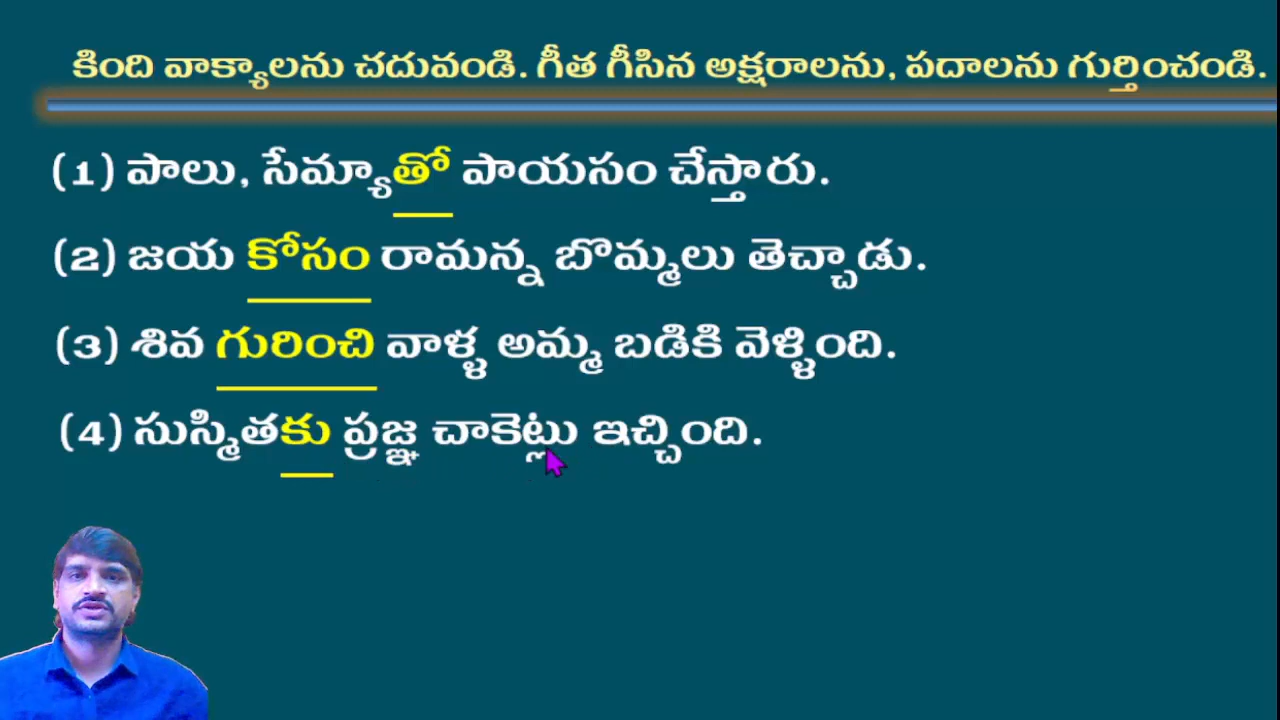 కింది వాక్యాలను చదువండి. గీత గీసిన అక్షరాలను, పదాలను గుర్తించండి.
(1) పాలు, సేమ్యాతో పాయసం చేస్తారు.
(2) జయ కోసం రామన్న బొమ్మలు తెచ్చాడు.
(3) శివ గురించి వాళ్ళ అమ్మ బడికి వెళ్ళింది.
(4) సుస్మితకు ప్రజ్ఞ చాకెట్లు ఇచ్చింది.